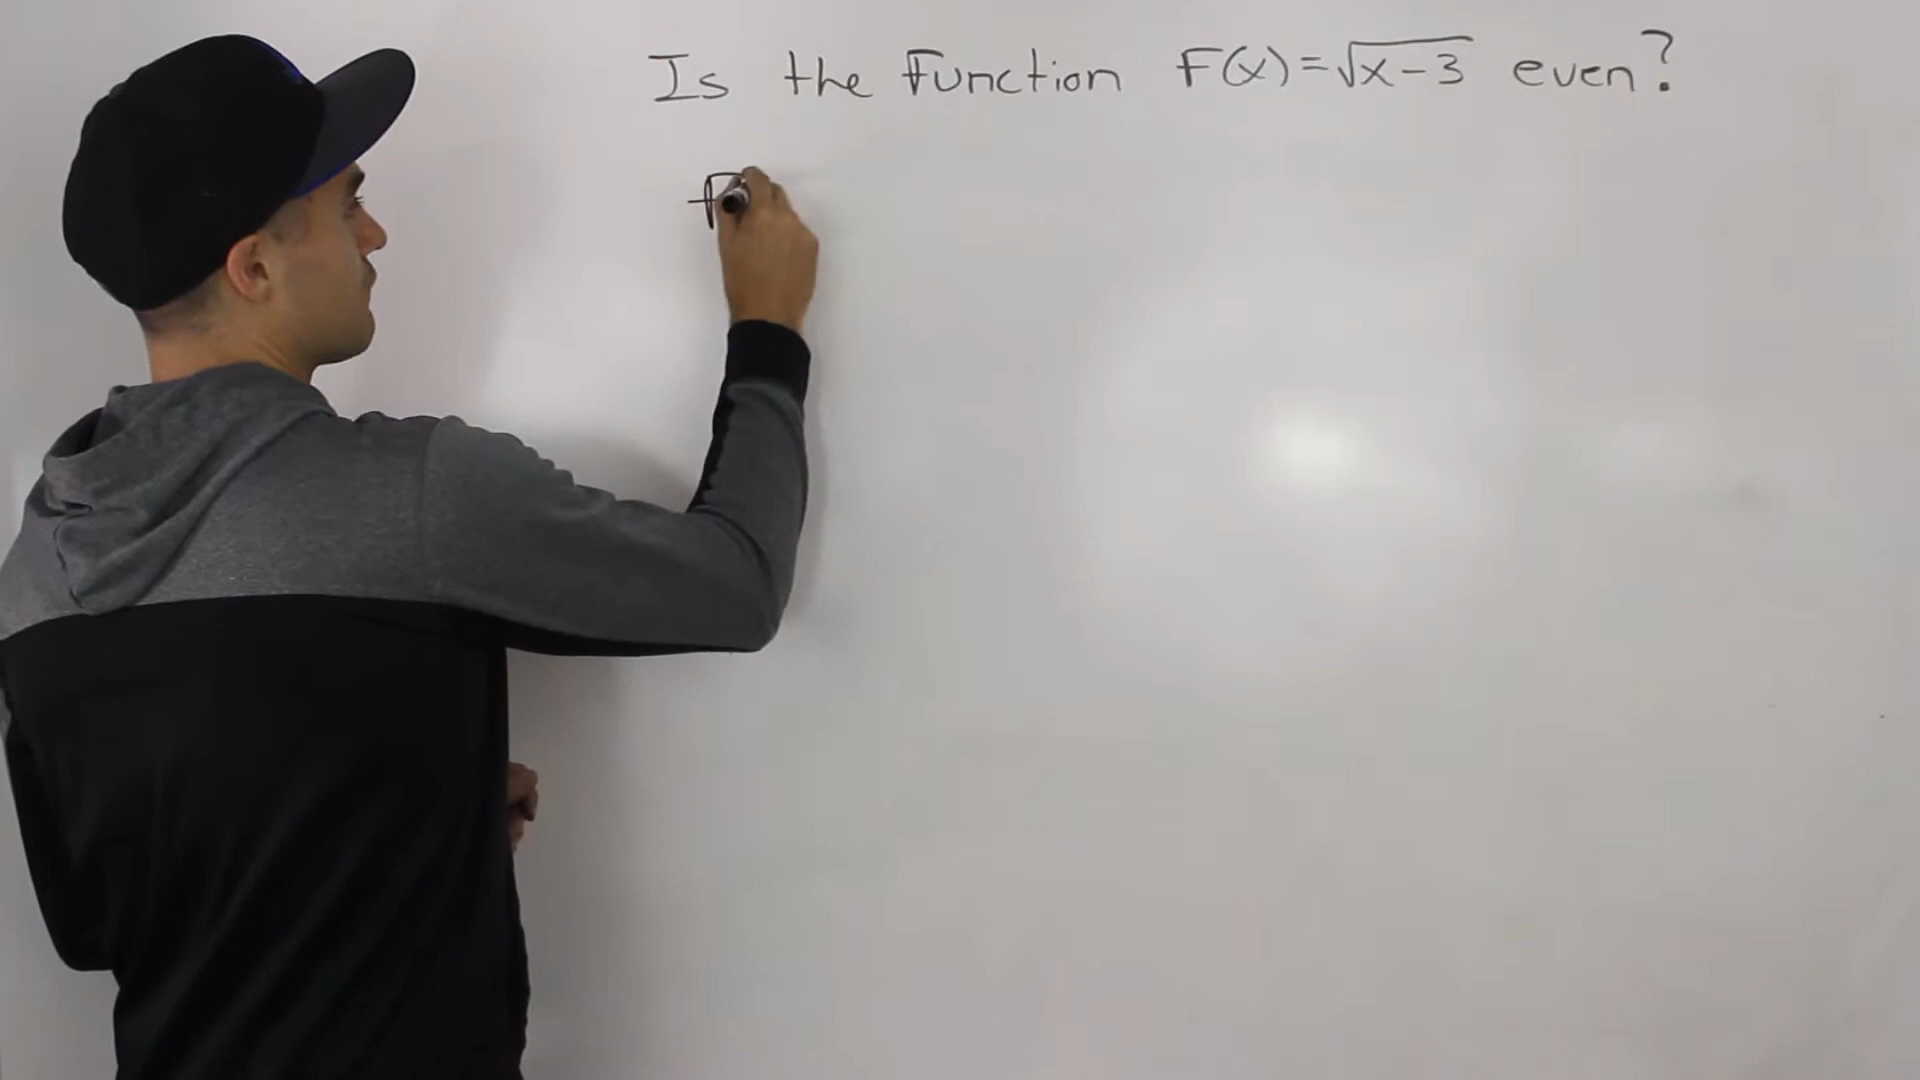 Is the Function F(x)=√x-3 even?